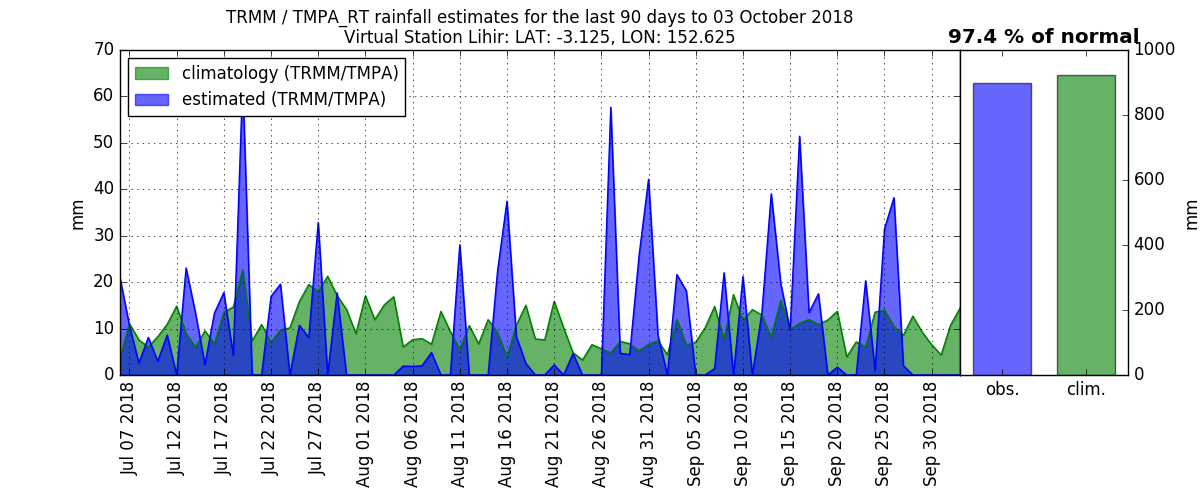 TRMM / TMPA_RT rainfall estimates for the last 90 days to 03 October 2018
Virtual Station Lihir: LAT: -3.125, LON: 152.625
97.4 % of normal
climatology (TRMM/TMPA)
estimated (TRMM/TMPA)
70
60
50
40
30
20
10
0
mm
Jul 07 2018
Jul 12 2018
Jul 17 2018
Jul 22 2018
Jul 27 2018
Aug 01 2018
Aug 06 2018
Aug 11 2018
Aug 16 2018
Aug 21 2018
Aug 26 2018
Aug 31 2018
Sep 05 2018
Sep 10 2018
Sep 15 2018
Sep 20 2018
Sep 25 2018
Sep 30 2018
obs.
clim.
1000
800
600
400
200
0
mm